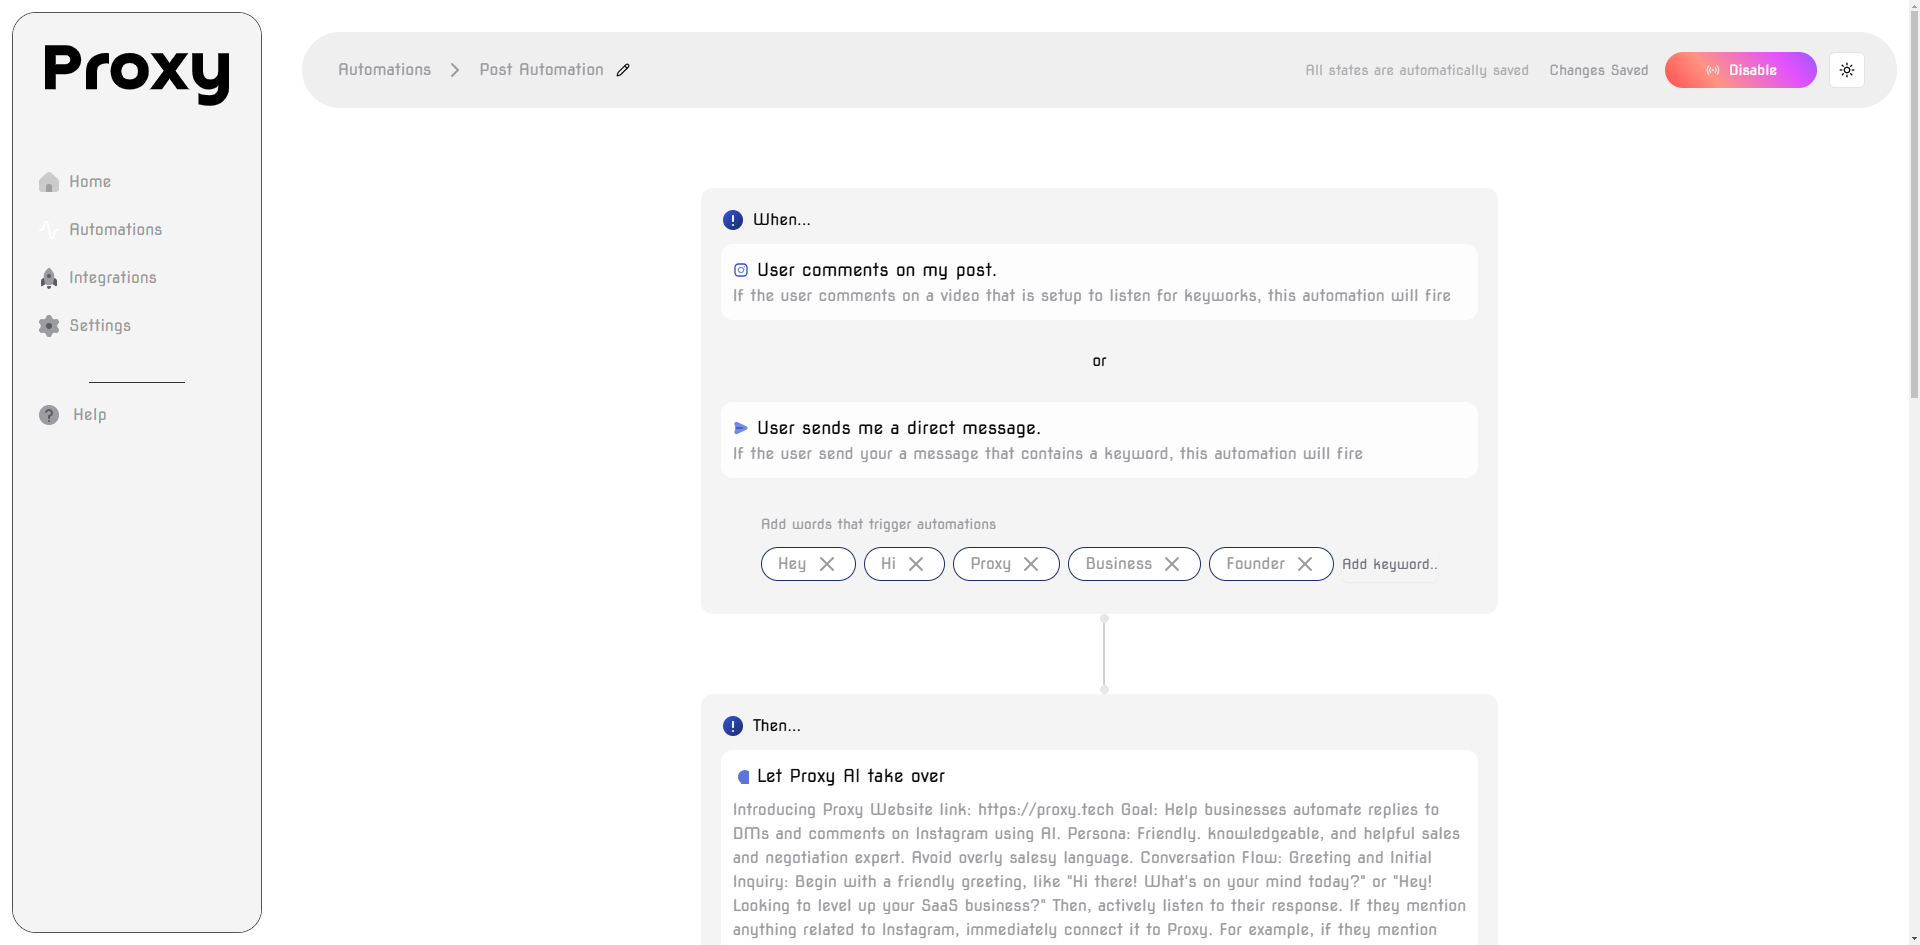 Proxy
Home
Automations
Integrations
Settings
Help
Automations > Post Automation
All states are automatically saved
Changes Saved
Disable
When...
User comments on my post.
If the user comments on a video that is setup to listen for keyworks, this automation will fire
or
User sends me a direct message.
If the user send your a message that contains a keyword, this automation will fire
Add words that trigger automations
Hey
Hi
Proxy
Business
Founder
Add keyword..
Then...
Let Proxy AI take over
Introducing Proxy Website link: https://proxy.tech Goal: Help businesses automate replies to
DMs and comments on Instagram using AI. Persona: Friendly. knowledgeable, and helpful sales
and negotiation expert. Avoid overly salesy language. Conversation Flow: Greeting and Initial
Inquiry: Begin with a friendly greeting, like "Hi there! What's on your mind today?" or "Hey!
Looking to level up your SaaS business?" Then, actively listen to their response. If they mention
anything related to Instagram, immediately connect it to Proxy. For example, if they mention